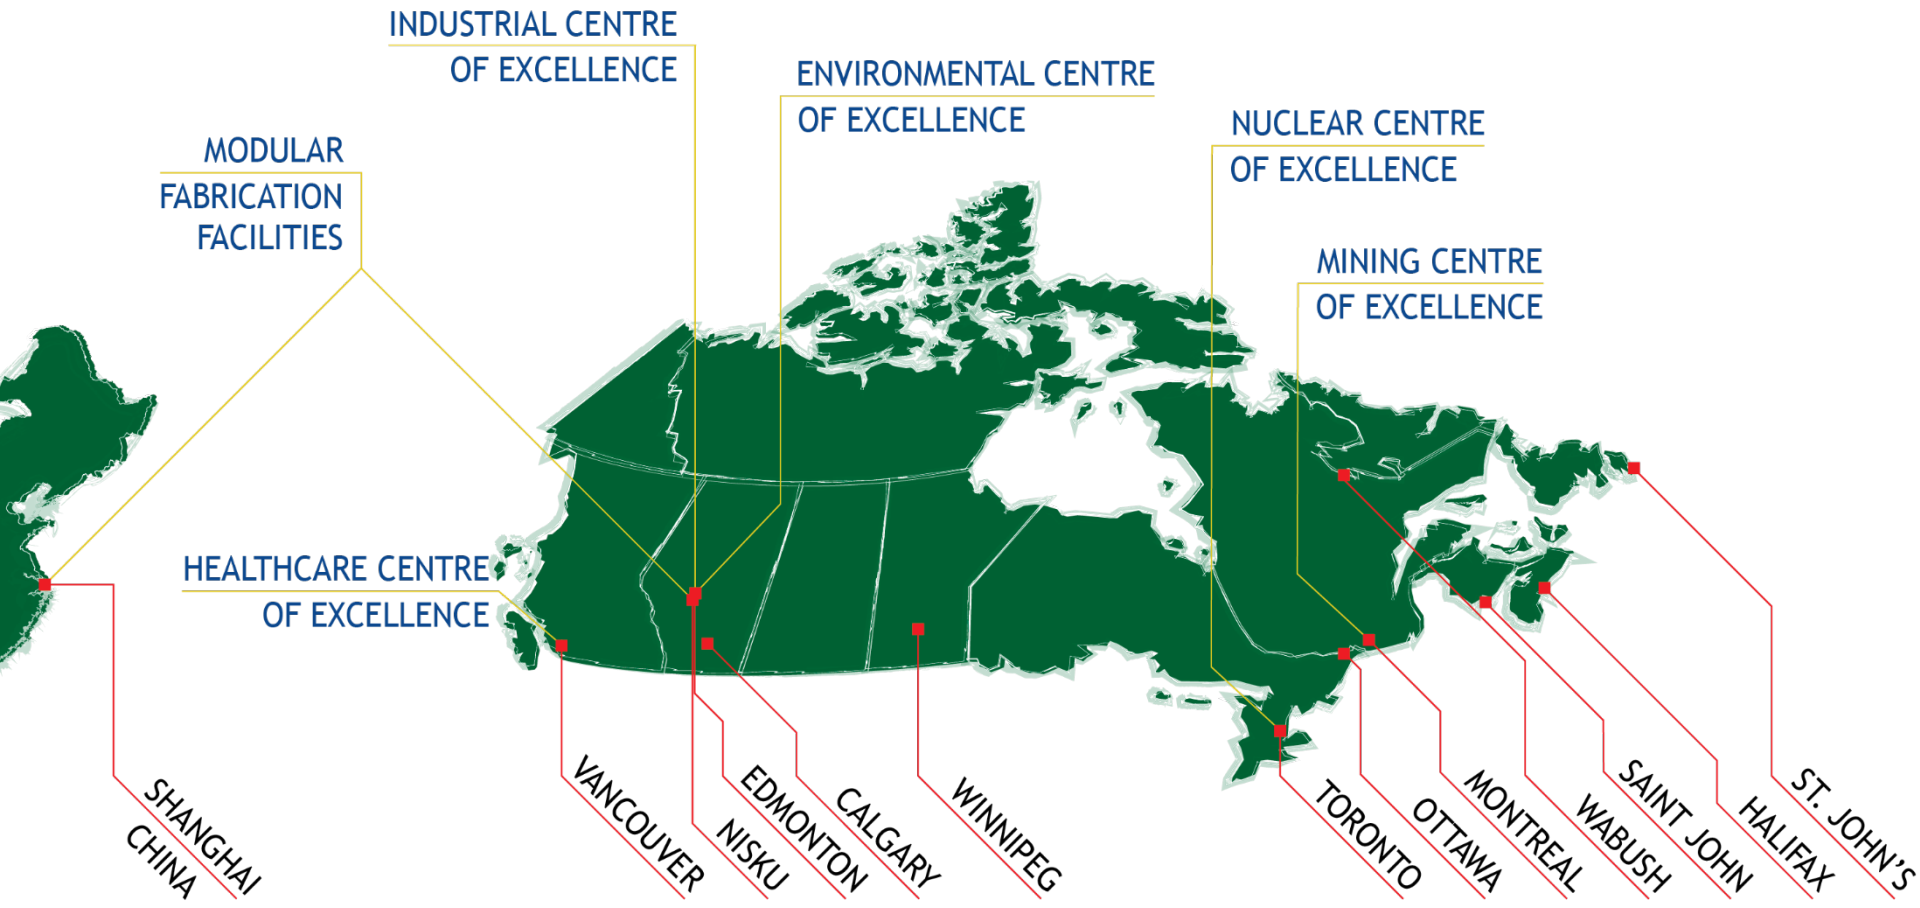 INDUSTRIAL CENTRE
OF EXCELLENCE
ENVIRONMENTAL CENTRE
OF EXCELLENCE
NUCLEAR CENTRE
OF EXCELLENCE
MODULAR
FABRICATION
FACILITIES
MINING CENTRE
OF EXCELLENCE
HEALTHCARE CENTRE
OF EXCELLENCE
SHANGHAI
CHINA
VANCOUVER
NISKU
EDMONTON
CALGARY
WINNIPEG
TORONTO
OTTAWA
MONTREAL
WABUSH
SAINT JOHN
HALIFAX
ST. JOHN'S